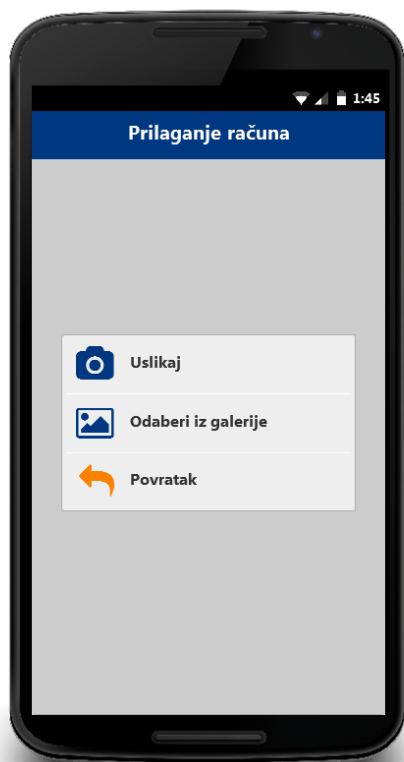 1:45
Prilaganje računa
Uslikaj
Odaberi iz galerije
Povratak